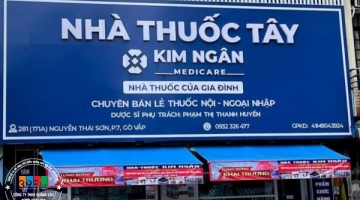 NHÀ THUỐC TÂY
KIM NGÂN
MEDICARE
NHÀ THUỐC CỦA GIA ĐÌNH
CHUYÊN BÁN LẺ THUỐC NỘI - NGOẠI NHẬP
DƯỢC SĨ PHỤ TRÁCH: PHẠM THỊ THANH HUYỀN
281 (171A) NGUYỄN THÁI SƠN, P.7, GÒ VẤP
0932 326 477
GPKD: 41M8043924
NHÀ THUỐC KIM NGÂN
KHAI TRƯƠNG
NHÀ THUỐC KIM NGÂN
KHAI TRƯƠNG